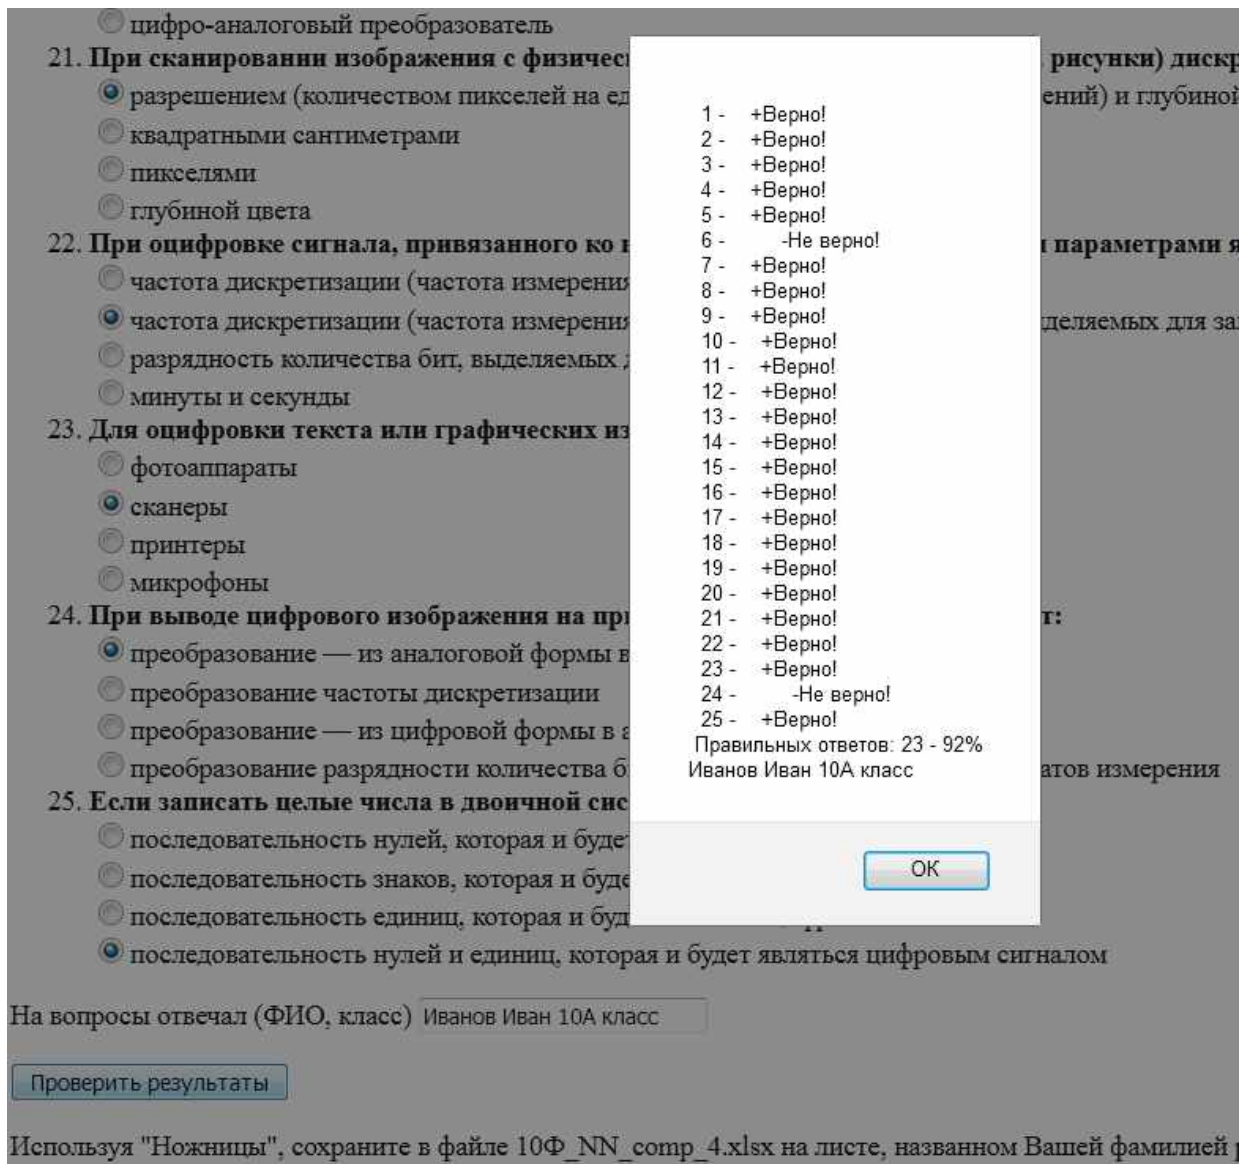 цифро-аналоговый преобразователь
21. При сканировании изображения с физичес
рисунки) дискр
разрешением (количеством пикселей на ед
ений) и глубиной
квадратными сантиметрами
пикселями
глубиной цвета
22. При оцифровке сигнала, привязанного ко
параметрами я
частота дискретизации (частота измерения
частота дискретизации (частота измерения
деляемых для за
разрядность количества бит, выделяемых
минуты и секунды
23. Для оцифровки текста или графических из
фотоаппараты
сканеры
принтеры
микрофоны
24. При выводе цифрового изображения на при
т:
преобразование — из аналоговой формы в
преобразование частоты дискретизации
преобразование — из цифровой формы в а
преобразование разрядности количества б
атов измерения
25. Если записать целые числа в двоичной сис
последовательность нулей, которая и буде
последовательность знаков, которая и буде
последовательность единиц, которая и буд
последовательность нулей и единиц, которая и будет являться цифровым сигналом
На вопросы отвечал (ФИО, класс) Иванов Иван 10А класс
Проверить результаты
Используя "Ножницы", сохраните в файле 10Ф_NN_comp_4.xlsx на листе, названном Вашей фамилией
1 - +Верно!
2 - +Верно!
3 - +Верно!
4 - +Верно!
5 - +Верно!
6 - -Не верно!
7 - +Верно!
8 - +Верно!
9 - +Верно!
10 - +Верно!
11 - +Верно!
12 - +Верно!
13 - +Верно!
14 - +Верно!
15 - +Верно!
16 - +Верно!
17 - +Верно!
18 - +Верно!
19 - +Верно!
20 - +Верно!
21 - +Верно!
22 - +Верно!
23 - +Верно!
24 - -Не верно!
25 - +Верно!
Правильных ответов: 23 - 92%
Иванов Иван 10А класс
ОК